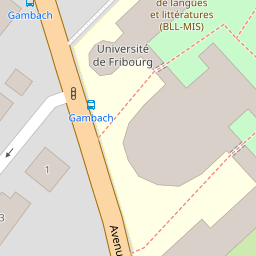 de langues
et littératures
(BLL-MIS)
Gambach
Université
de Fribourg
Gambach
1
3
Avenu